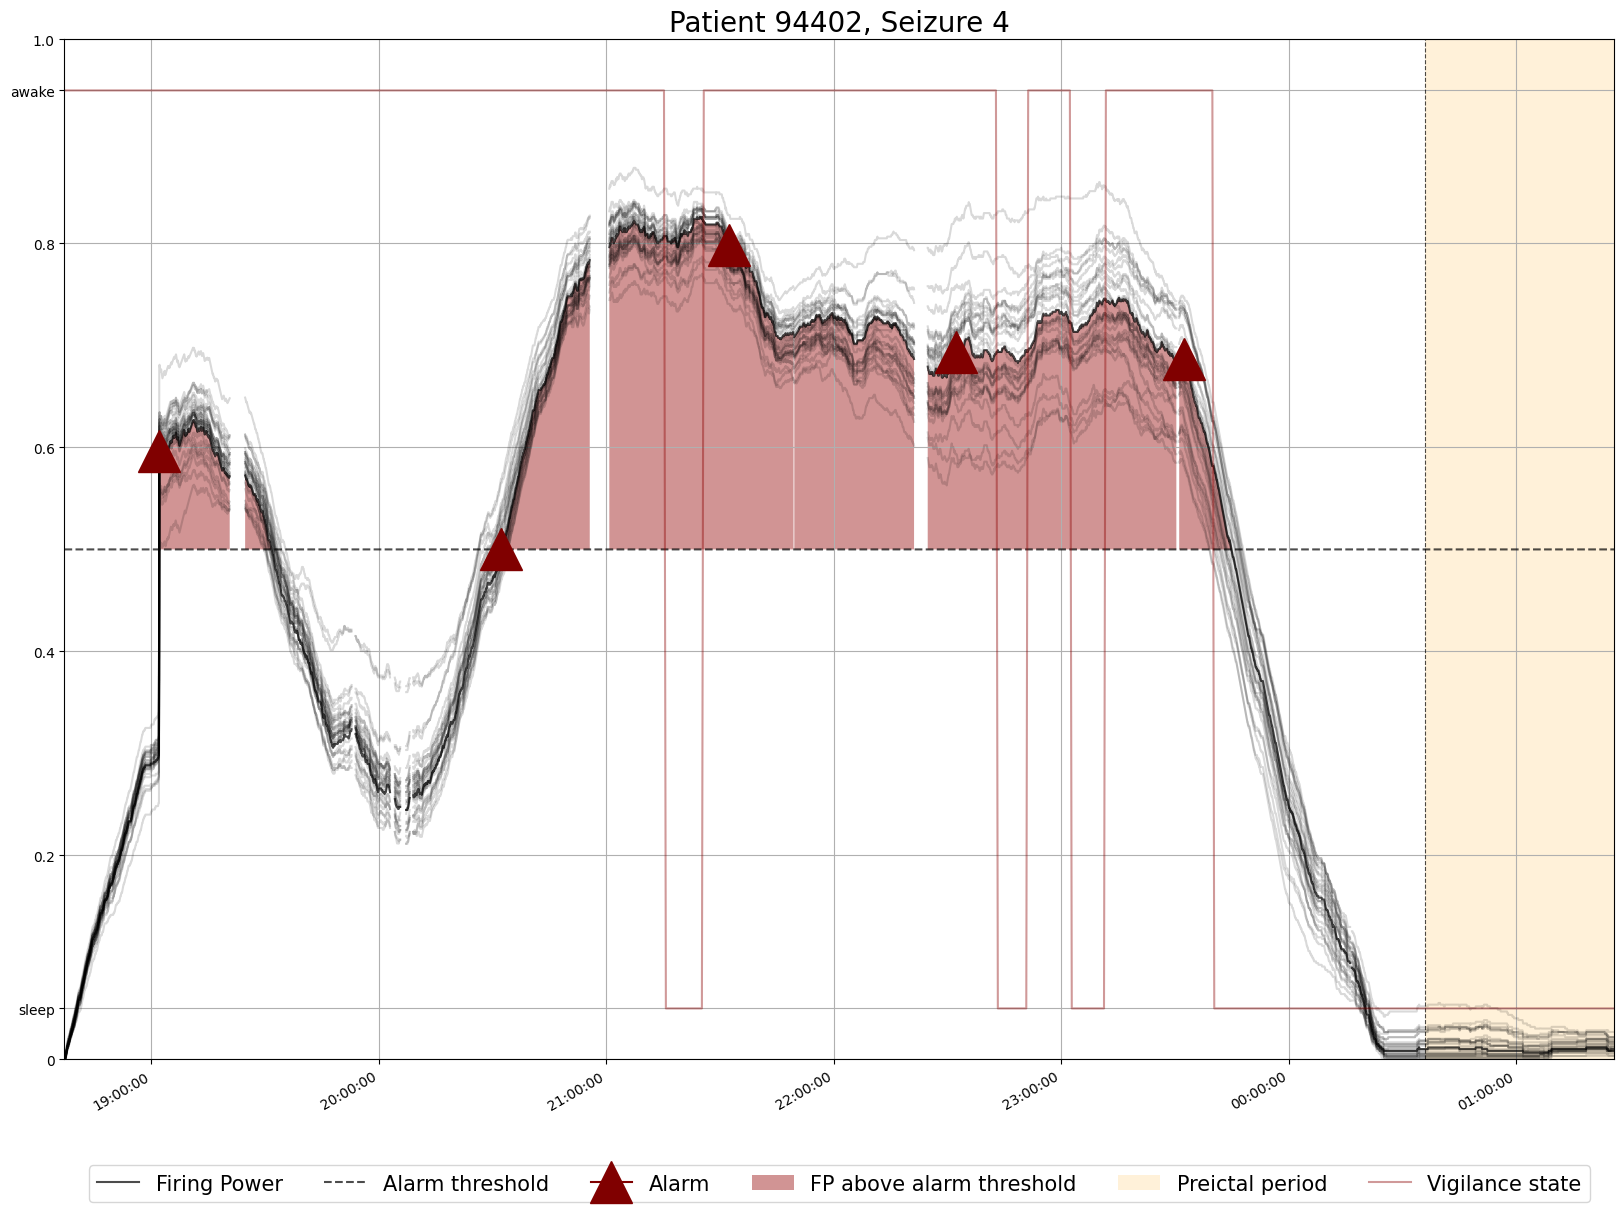 Patient 94402, Seizure 4
1.0
awake
0.8
0.6
0.4
0.2
sleep
0
19:00:00
20:00:00
21:00:00
22:00:00
23:00:00
00:00:00
01:00:00
Firing Power
Alarm threshold
Alarm
FP above alarm threshold
Preictal period
Vigilance state